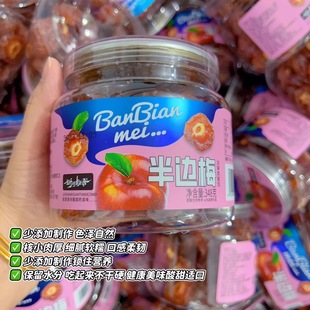 BanBian
mei...
半边梅
净含量:348克
少添加制作 色泽自然
核小肉厚 细腻软糯 口感柔韧
少添加制作锁住营养
保留水分 吃起来不干硬 健康美味酸甜适口